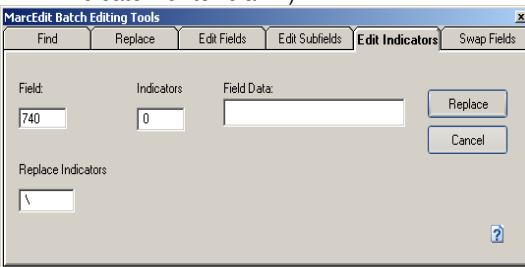 MarcEdit Batch Editing Tools x
Find Replace Edit Fields Edit Subfields Edit Indicators Swap Fields
Field: Indicators Field Data:
Replace
740 0
Cancel
Replace Indicators
\
?